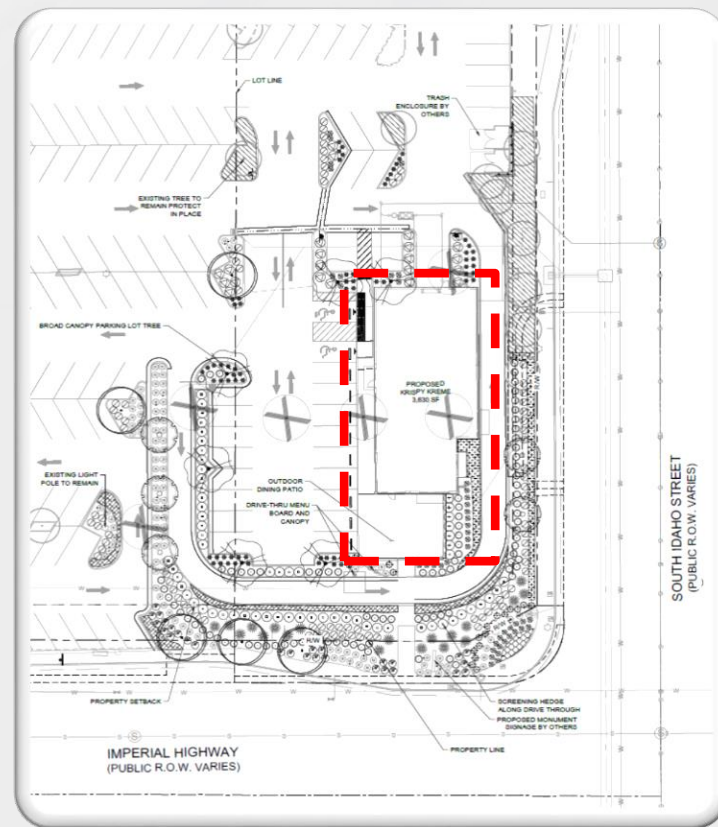 LOT LINE
TRASH
ENCLOSURE BY
OTHERS
EXISTING TREE TO
REMAIN PROTECT
IN PLACE
BROAD CANOPY PARKING LOT TREE
PROPOSED
KRISPY KREME
3,630 SF
R/W
EXISTING LIGHT
POLE TO REMAIN
OUTDOOR
DINING PATIO
DRIVE-THRU MENU
BOARD AND
CANOPY
SOUTH IDAHO STREET
(PUBLIC R.O.W. VARIES)
R/W
PROPERTY SETBACK
SCREENING HEDGE
ALONG DRIVE THROUGH
PROPOSED MONUMENT
SIGNAGE BY OTHERS
PROPERTY LINE
IMPERIAL HIGHWAY
(PUBLIC R.O.W. VARIES)